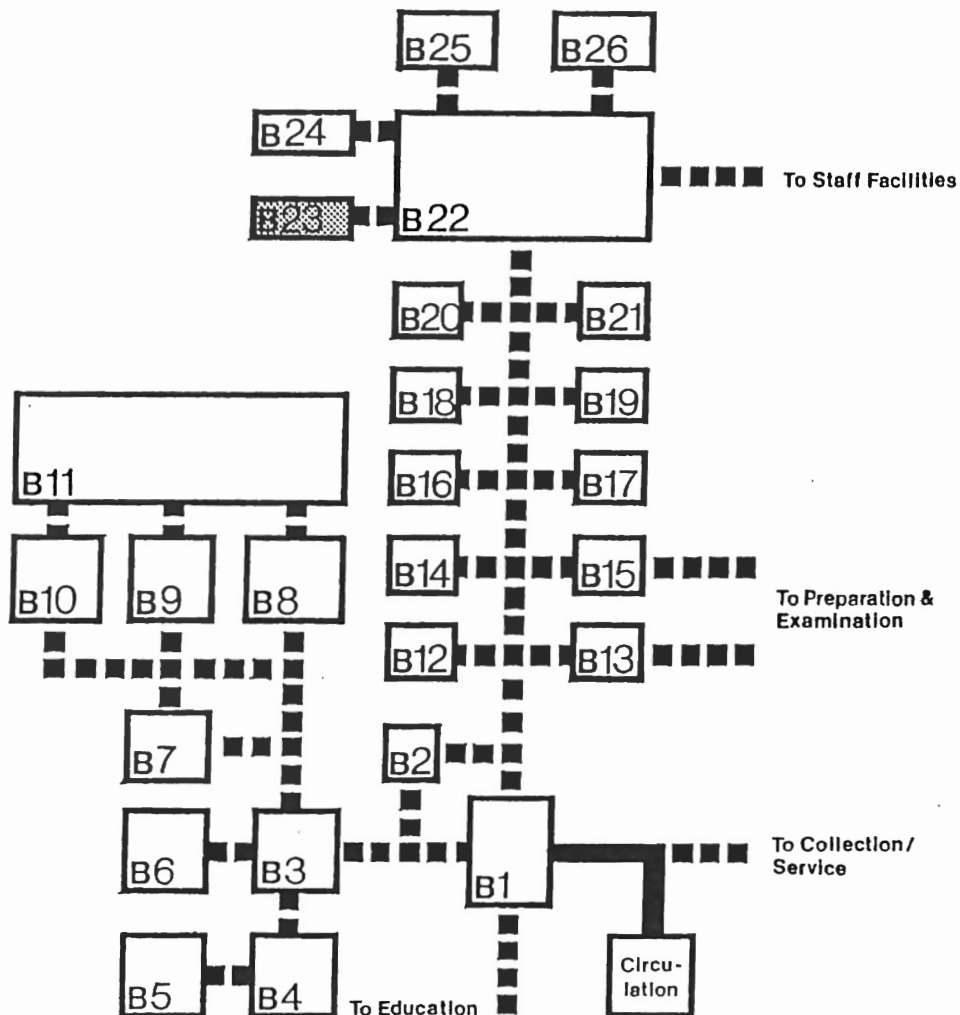 B25
B26
B24
To Staff Facilities
B23
B22
B20
B21
B18
B19
B11
B16
B17
B10
B9
B8
B14
B15
To Preparation &
Examination
B12
B13
B7
B2
To Collection/
Service
B6
B3
B1
Circu-
lation
B5
B4
To Education